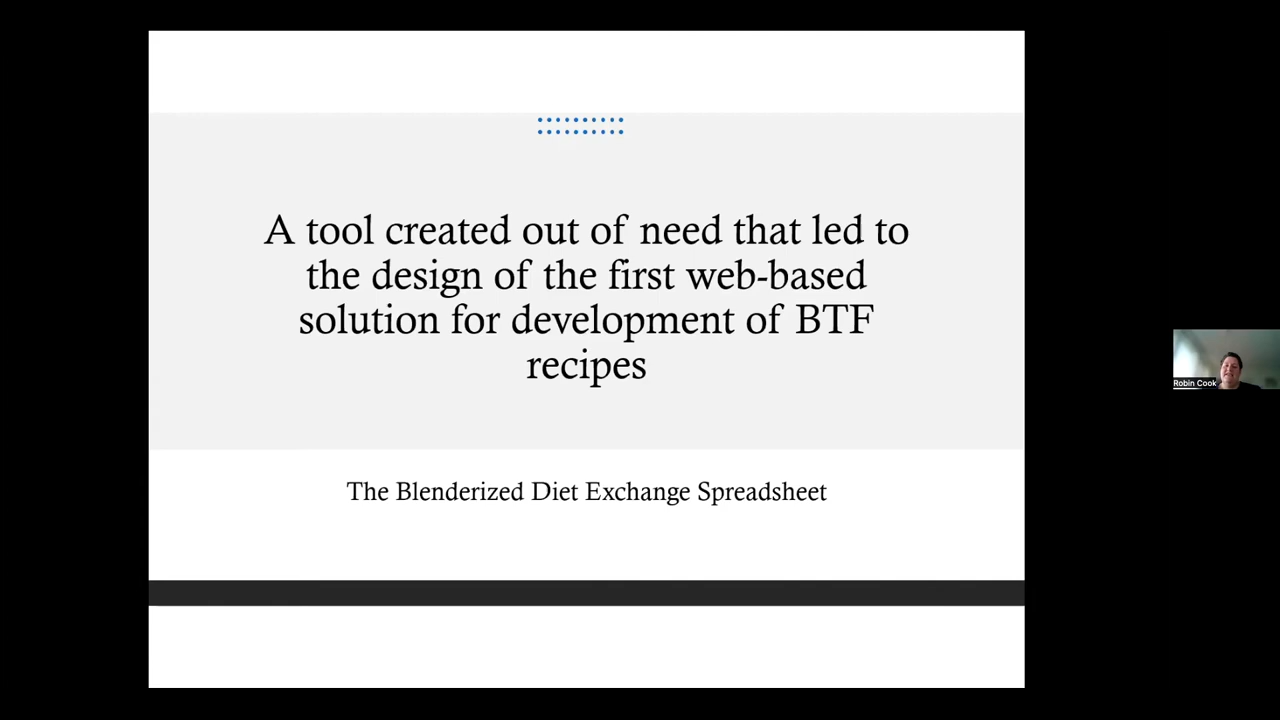 A tool created out of need that led to
the design of the first web-based
solution for development of BTF
recipes
The Blenderized Diet Exchange Spreadsheet
Robin Cook